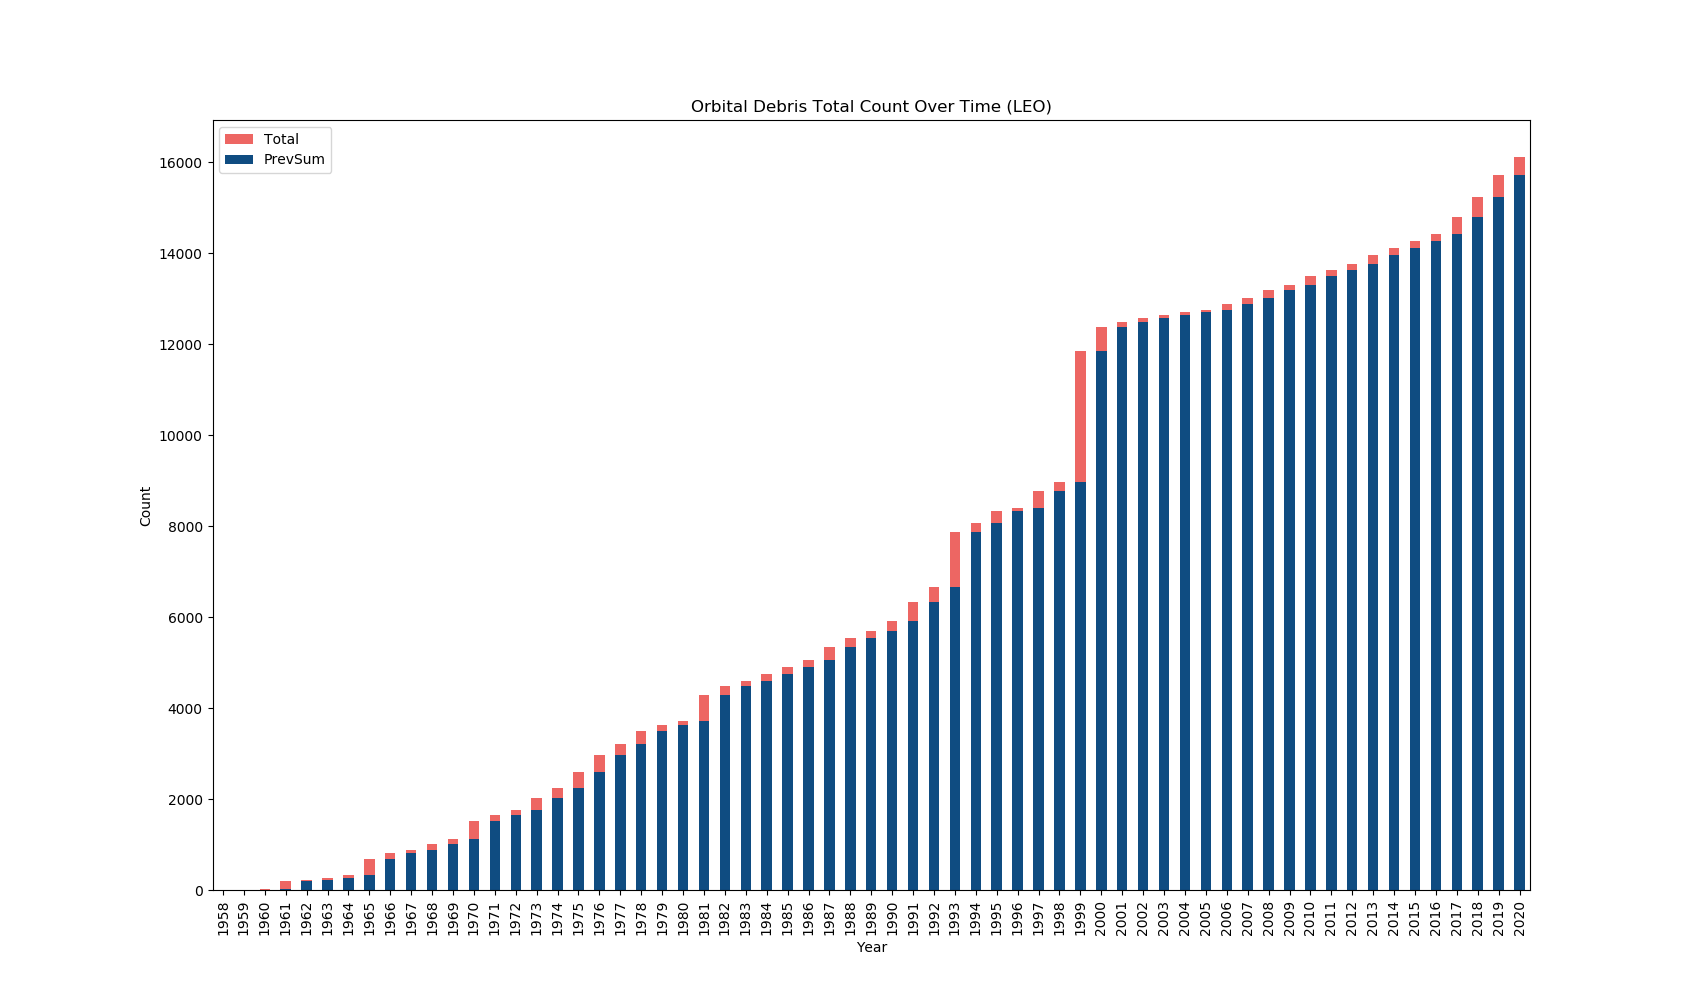 Orbital Debris Total Count Over Time (LEO)
Total
PrevSum
16000
14000
12000
10000
8000
6000
4000
2000
0
Count
1958 1959 1960 1961 1962 1963 1964 1965 1966 1967 1968 1969 1970 1971 1972 1973 1974 1975 1976 1977 1978 1979 1980 1981 1982 1983 1984 1985 1986 1987 1988 1989 1990 1991 1992 1993 1994 1995 1996 1997 1998 1999 2000 2001 2002 2003 2004 2005 2006 2007 2008 2009 2010 2011 2012 2013 2014 2015 2016 2017 2018 2019 2020
Year